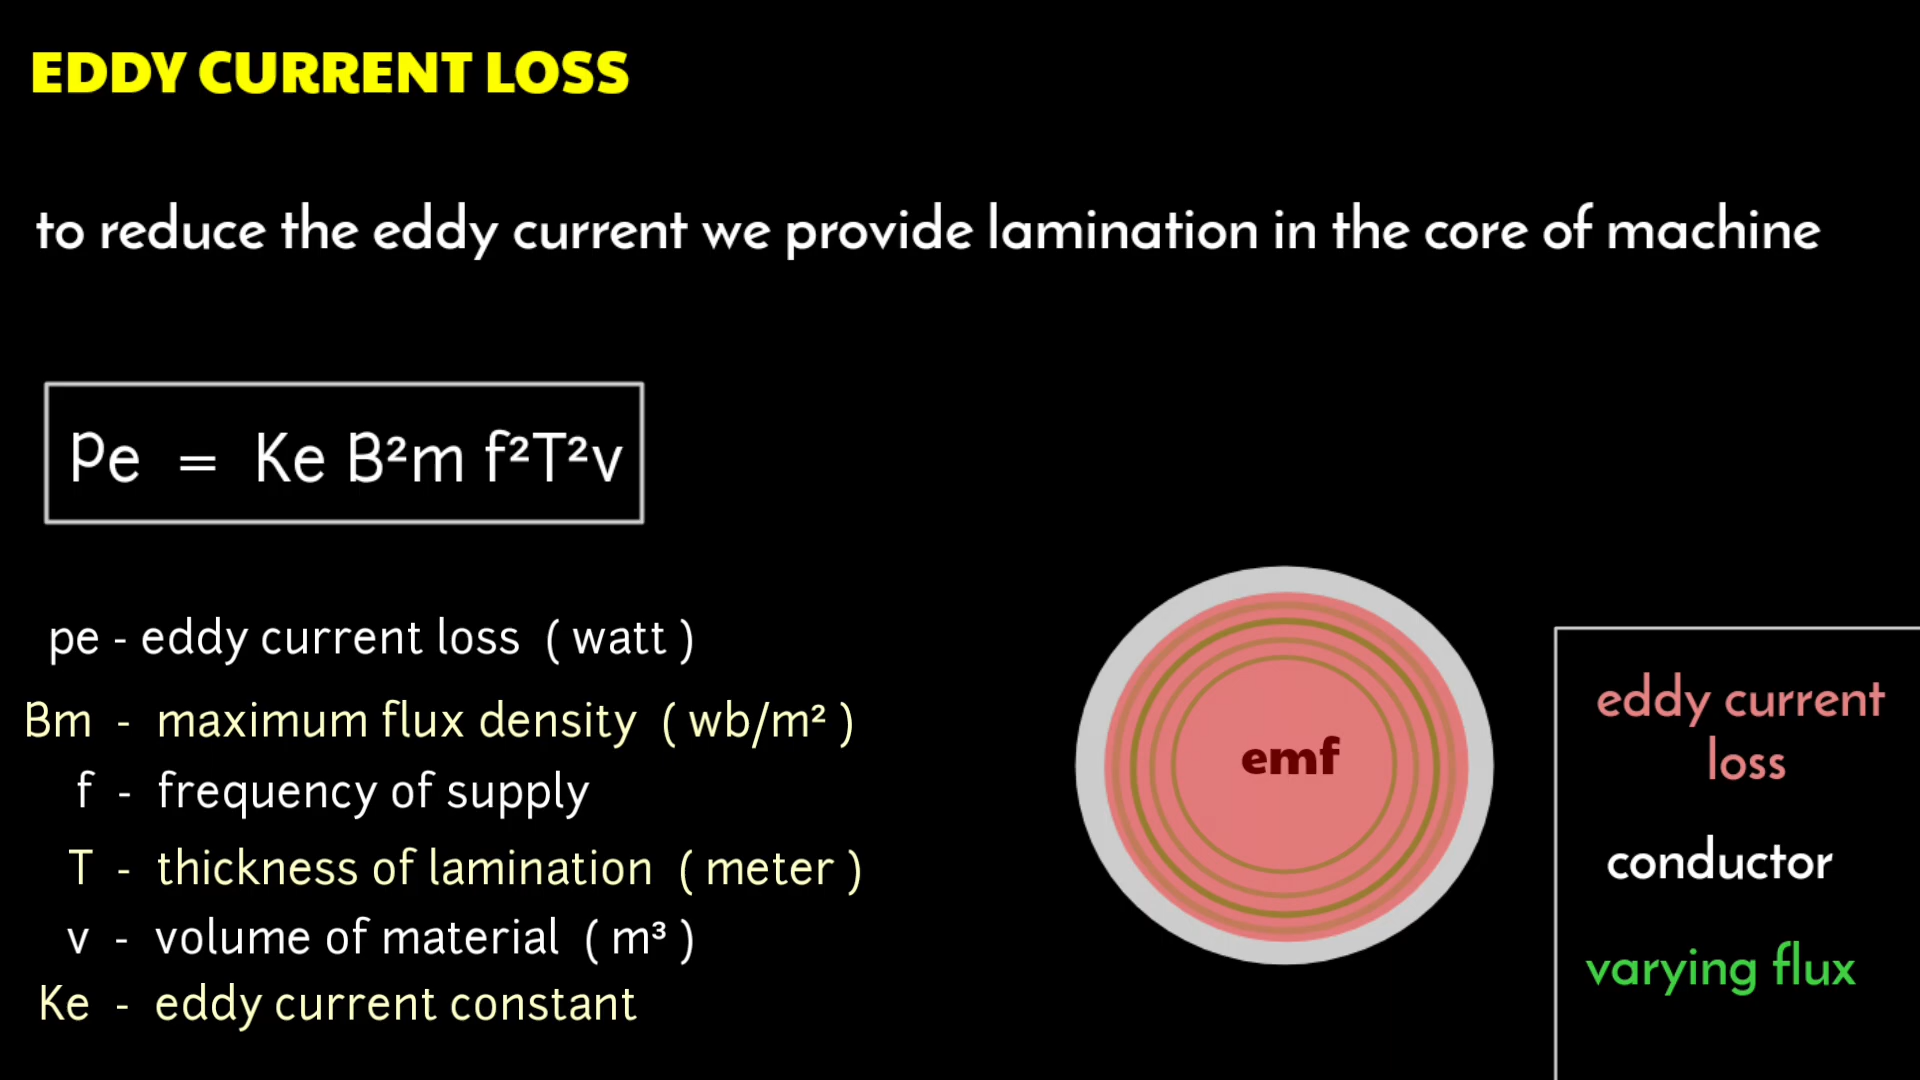 EDDY CURRENT LOSS
to reduce the eddy current we provide lamination in the core of machine
Pe = Ke B²m f²T²v
pe - eddy current loss ( watt )
Bm - maximum flux density ( wb/m² )
f - frequency of supply
T - thickness of lamination ( meter )
v - volume of material ( m³ )
Ke - eddy current constant
emf
eddy current
loss
conductor
varying flux